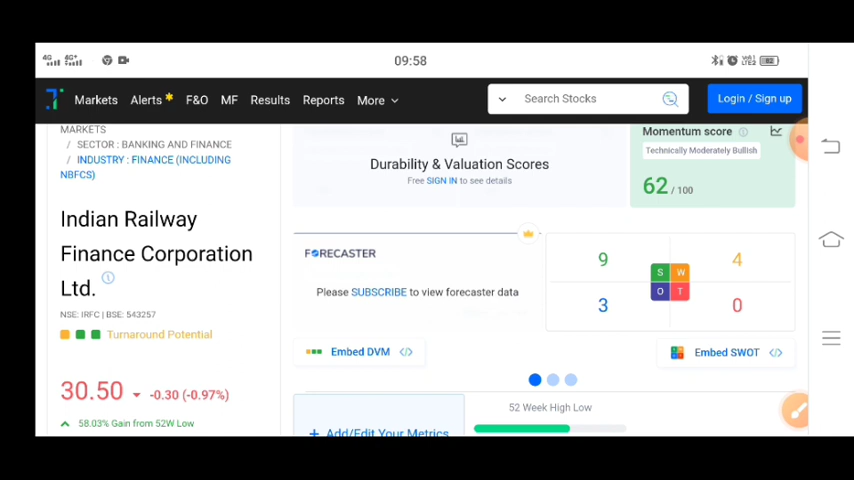 09:58
Markets Alerts F&O MF Results Reports More Search Stocks Login / Sign up
MARKETS
/ SECTOR : BANKING AND FINANCE
/ INDUSTRY : FINANCE (INCLUDING
NBFCS)
Indian Railway
Finance Corporation
Ltd.
NSE: IRFC | BSE: 543257
Turnaround Potential
30.50 -0.30 (-0.97%)
58.03% Gain from 52W Low
Durability & Valuation Scores
Free SIGN IN to see details
Momentum score
Technically Moderately Bullish
62 / 100
FORECASTER
Please SUBSCRIBE to view forecaster data
9 4
S W
O T
3 0
Embed DVM
Embed SWOT
+ Add/Edit Your Metrics
52 Week High Low